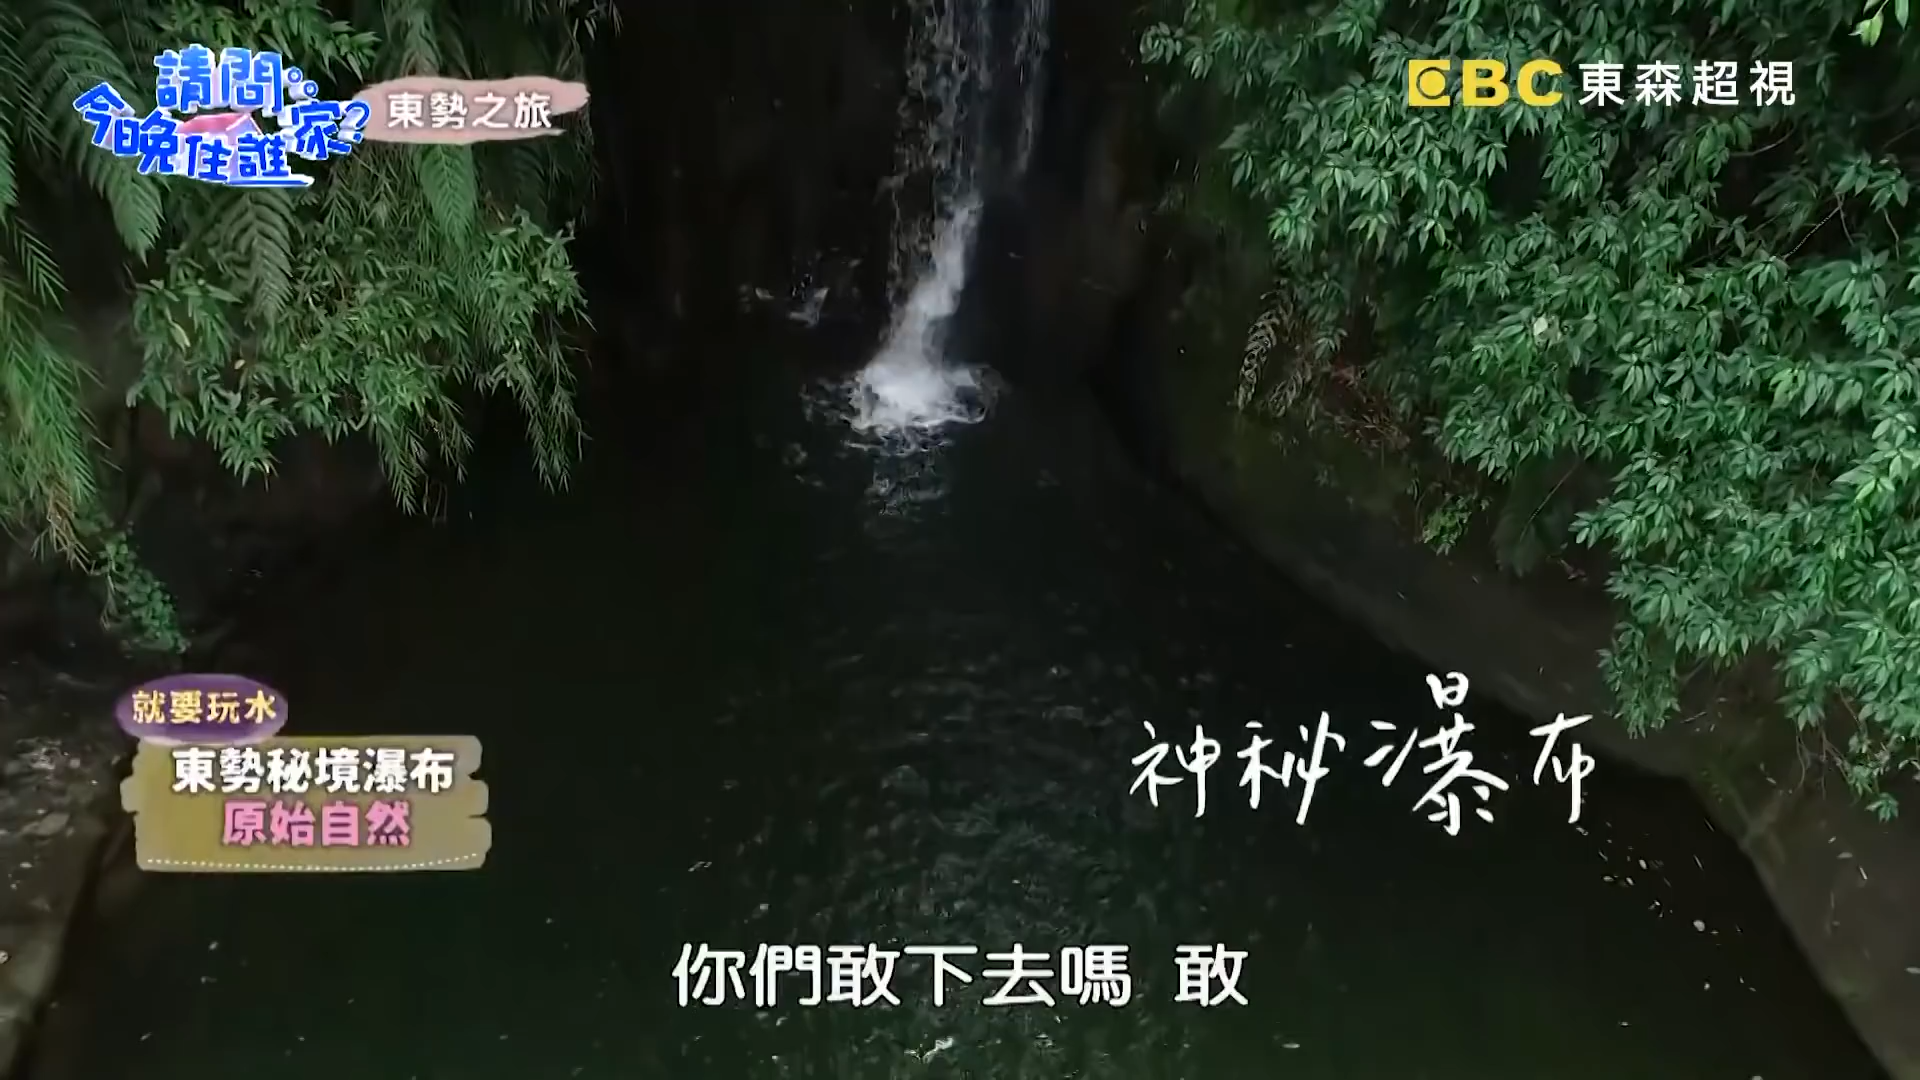 請問
今晚住誰家?
東勢之旅
EBC 東森超視
就要玩水
東勢秘境瀑布
原始自然
神秘瀑布
你們敢下去嗎 敢